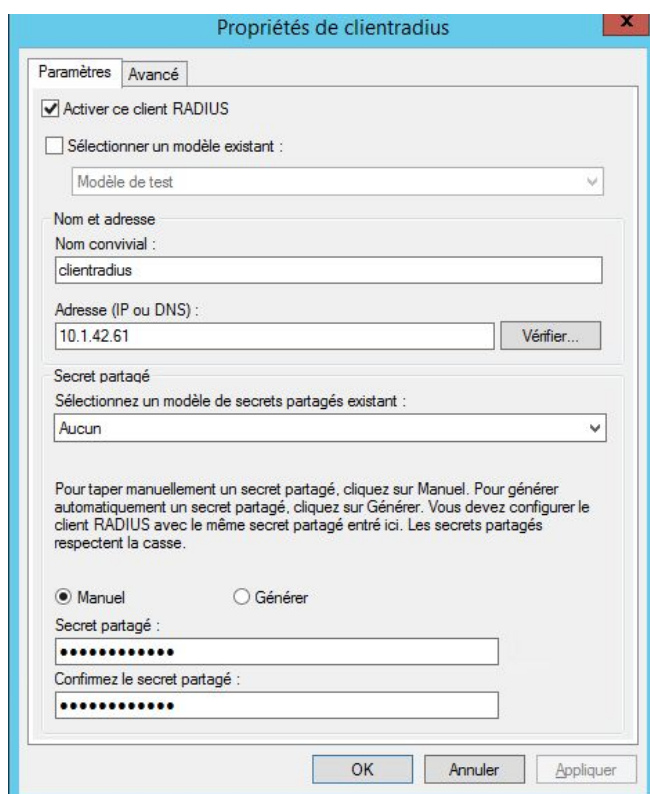 Propriétés de clientradius
x
Paramètres
Avancé
Activer ce client RADIUS
Sélectionner un modèle existant :
Modèle de test
Nom et adresse
Nom convivial :
clientradius
Adresse (IP ou DNS) :
10.1.42.61
Vérifier...
Secret partagé
Sélectionnez un modèle de secrets partagés existant :
Aucun
Pour taper manuellement un secret partagé, cliquez sur Manuel. Pour générer
automatiquement un secret partagé, cliquez sur Générer. Vous devez configurer le
client RADIUS avec le même secret partagé entré ici. Les secrets partagés
respectent la casse.
Manuel
Générer
Secret partagé :
●●●●●●●●●●●●
Confirmez le secret partagé :
●●●●●●●●●●●●
OK
Annuler
Appliquer